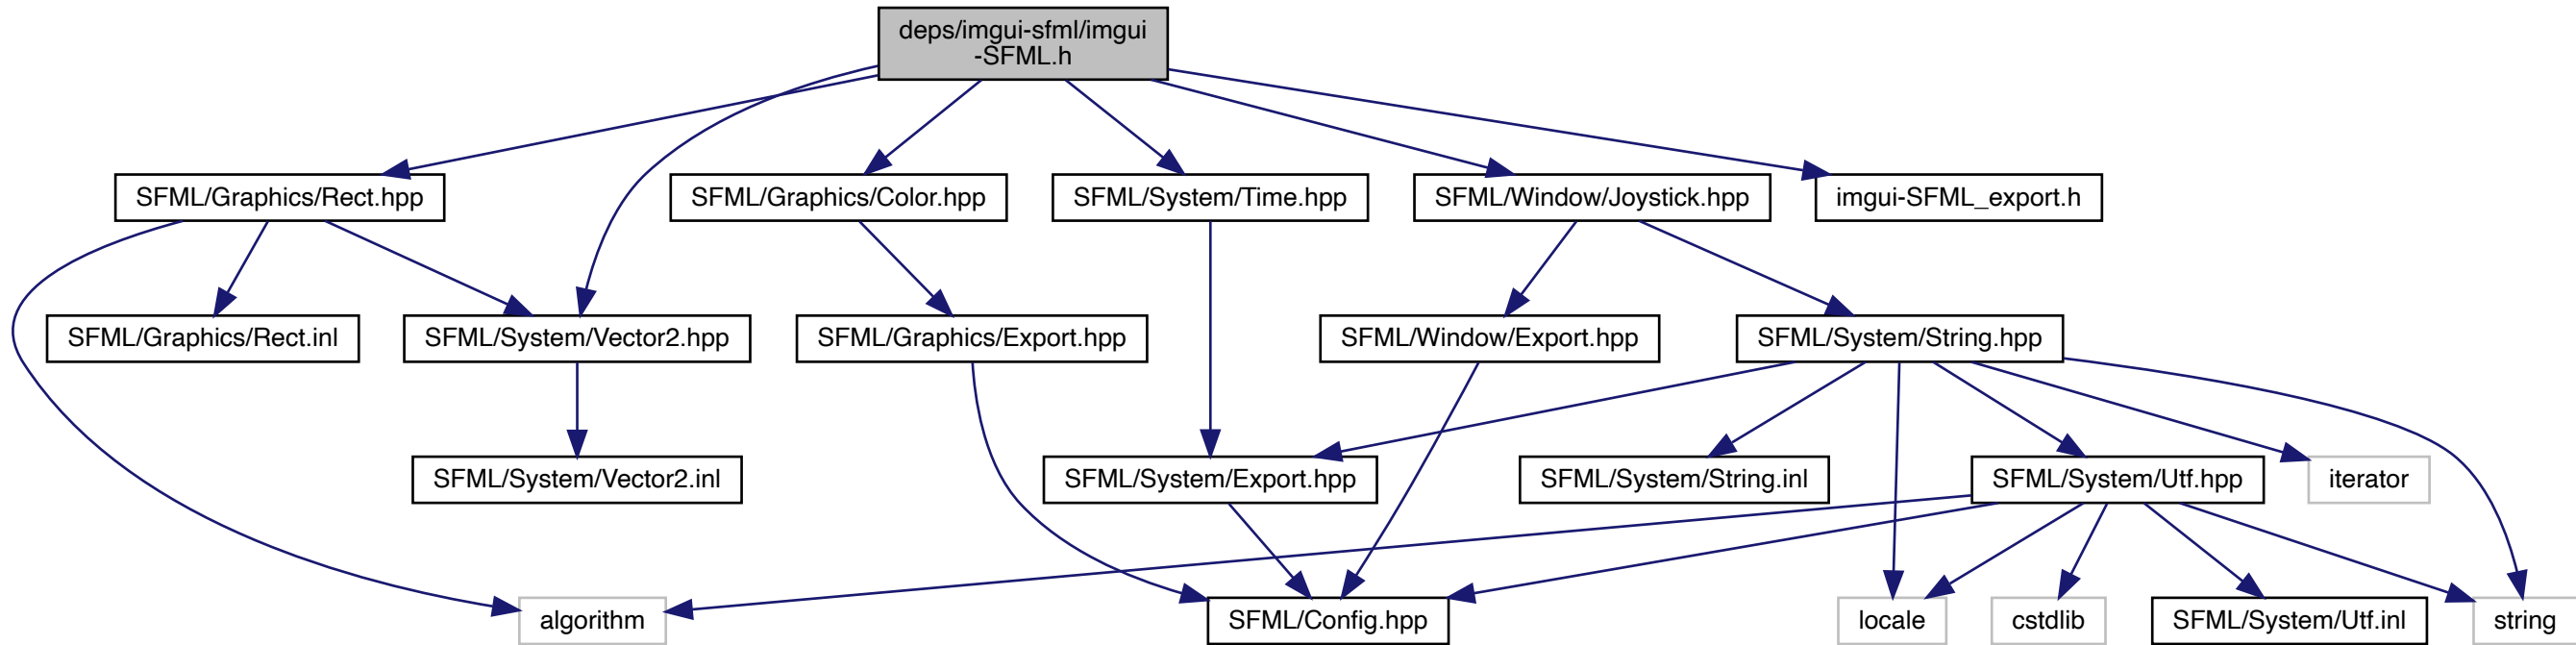 deps/imgui-sfml/imgui
-SFML.h
SFML/Graphics/Rect.hpp
SFML/Graphics/Color.hpp
SFML/System/Time.hpp
SFML/Window/Joystick.hpp
imgui-SFML_export.h
SFML/Graphics/Rect.inl
SFML/System/Vector2.hpp
SFML/Graphics/Export.hpp
SFML/Window/Export.hpp
SFML/System/String.hpp
SFML/System/Vector2.inl
SFML/System/Export.hpp
SFML/System/String.inl
SFML/System/Utf.hpp
iterator
algorithm
SFML/Config.hpp
locale
cstdlib
SFML/System/Utf.inl
string